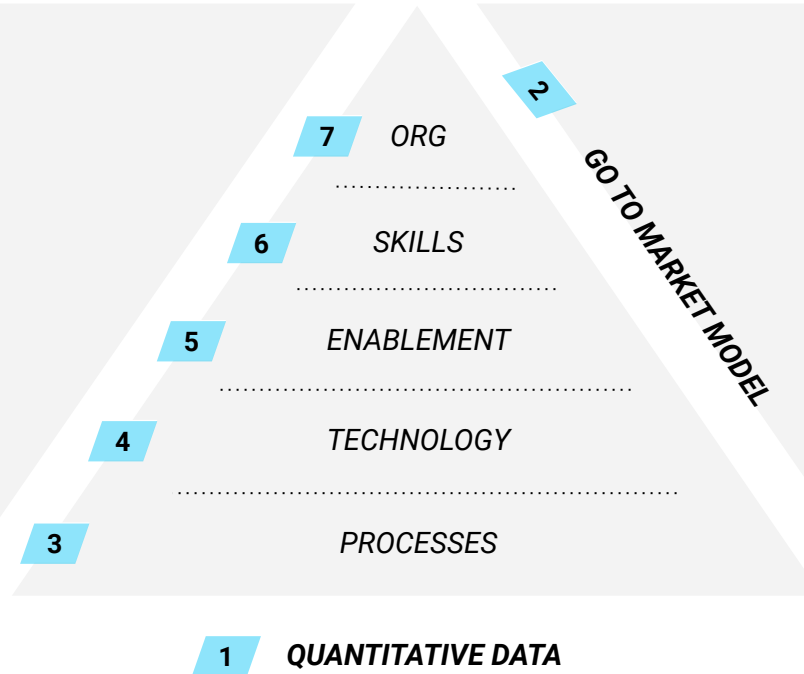 2
GO TO MARKET MODEL
7 ORG
6 SKILLS
5 ENABLEMENT
4 TECHNOLOGY
3 PROCESSES
1 QUANTITATIVE DATA